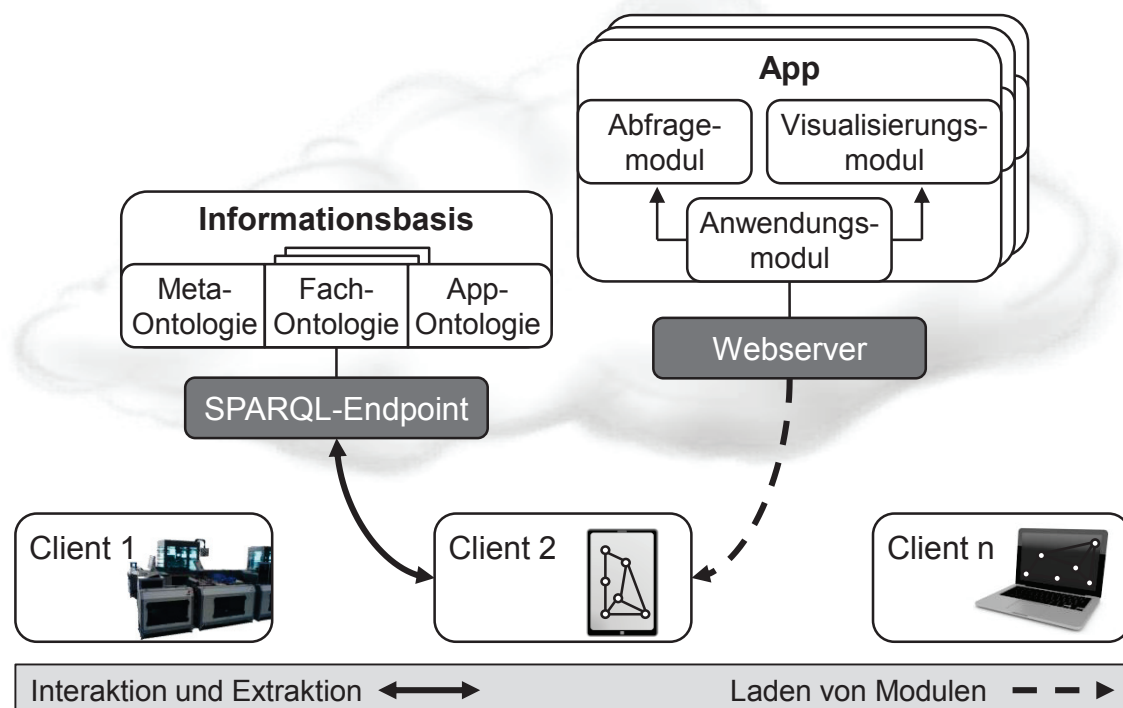 App
Abfrage-
modul
Visualisierungs-
modul
Anwendungs-
modul
Informationsbasis
Meta-
Ontologie
Fach-
Ontologie
App-
Ontologie
Webserver
SPARQL-Endpoint
Client 1
Client 2
Client n
Interaktion und Extraktion
Laden von Modulen